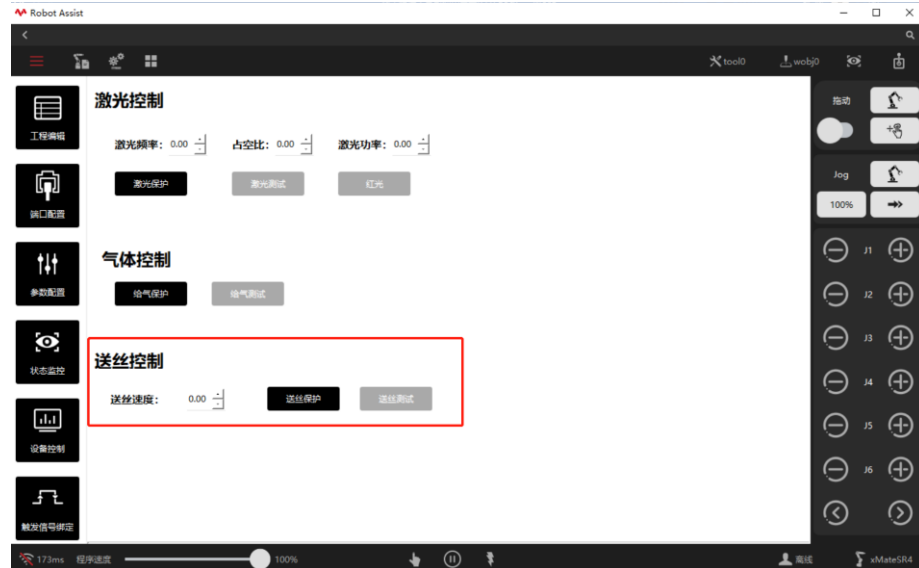 Robot Assist
tool0
wobj0
工程编辑
端口配置
参数配置
状态监控
设备控制
触发信号绑定
激光控制
激光频率： 0.00 占空比： 0.00 激光功率： 0.00
激光保护 激光测试 红光
气体控制
给气保护 给气测试
送丝控制
送丝速度： 0.00 送丝保护 送丝测试
拖动
Jog
100%
J1
J2
J3
J4
J5
J6
173ms 程序速度 100% 离线 xMateSR4